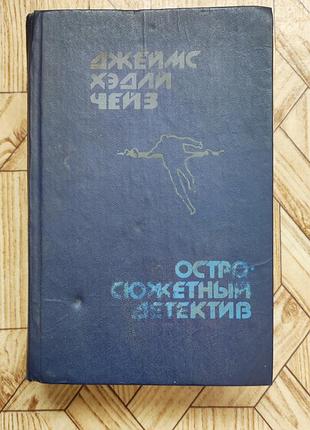 ДЖЕЙМС
ХЭДЛИ
ЧЕЙЗ
ОСТРО-
СЮЖЕТНЫЙ
ДЕТЕКТИВ